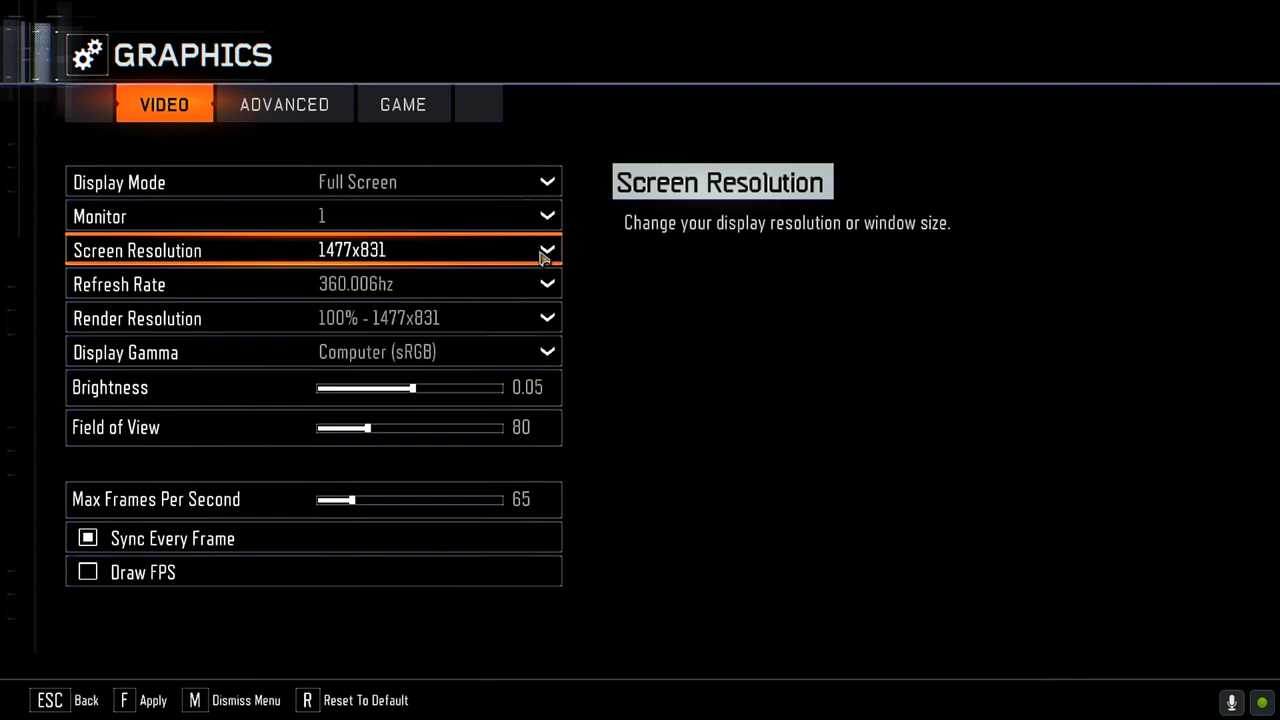 GRAPHICS
VIDEO ADVANCED GAME
Display Mode Full Screen
Monitor 1
Screen Resolution 1477x831
Refresh Rate 360.006hz
Render Resolution 100% - 1477x831
Display Gamma Computer (sRGB)
Brightness 0.05
Field of View 80
Max Frames Per Second 65
Sync Every Frame
Draw FPS
Screen Resolution
Change your display resolution or window size.
ESC Back F Apply M Dismiss Menu R Reset To Default